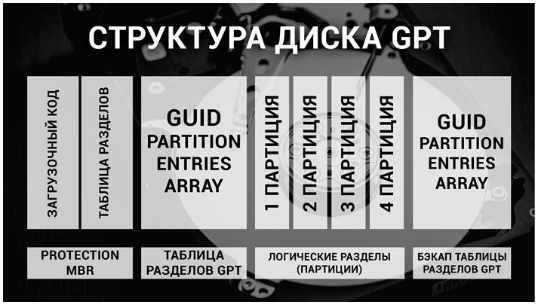 СТРУКТУРА ДИСКА GPT
ЗАГРУЗОЧНЫЙ КОД
ТАБЛИЦА РАЗДЕЛОВ
GUID
PARTITION
ENTRIES
ARRAY
1 ПАРТИЦИЯ
2 ПАРТИЦИЯ
3 ПАРТИЦИЯ
4 ПАРТИЦИЯ
GUID
PARTITION
ENTRIES
ARRAY
PROTECTION
MBR
ТАБЛИЦА
РАЗДЕЛОВ GPT
ЛОГИЧЕСКИЕ РАЗДЕЛЫ
(ПАРТИЦИИ)
БЭКАП ТАБЛИЦЫ
РАЗДЕЛОВ GPT